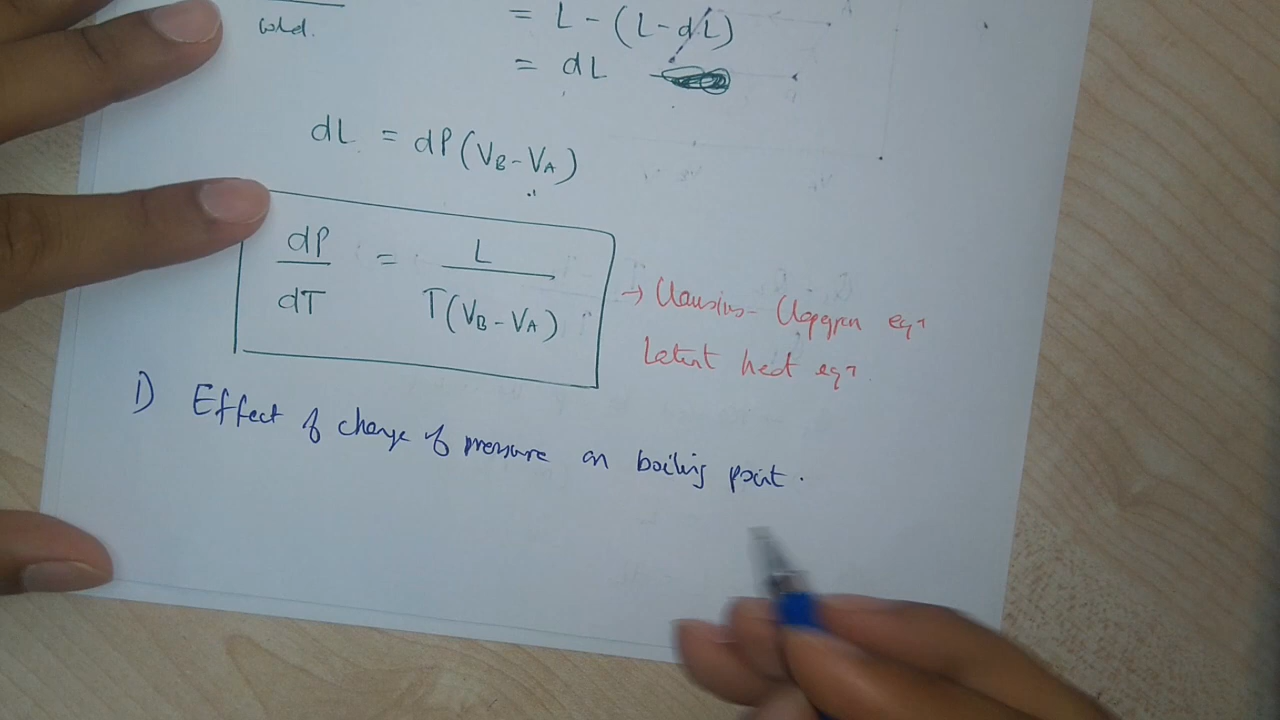 wld.
= L - (L-dL)
= dL
dL = dP(V_B - V_A)
dP/dT = L/T(V_B - V_A)
→ Clausius-Clapeyron eqⁿ
Latent heat eqⁿ.
1) Effect of change of pressure on boiling point.